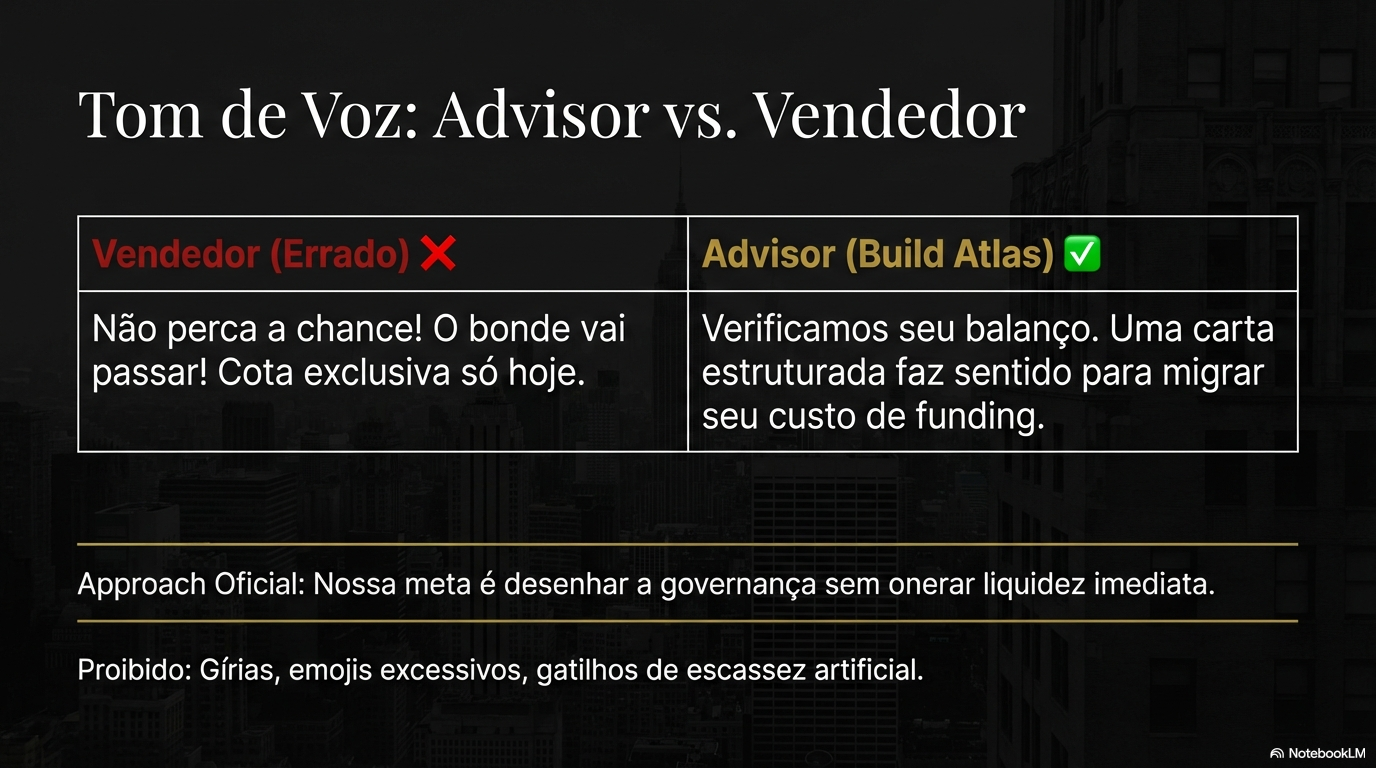 Tom de Voz: Advisor vs. Vendedor
Vendedor (Errado) ❌
Advisor (Build Atlas) ✅
Não perca a chance! O bonde vai
passar! Cota exclusiva só hoje.
Verificamos seu balanço. Uma carta
estruturada faz sentido para migrar
seu custo de funding.
Approach Oficial: Nossa meta é desenhar a governança sem onerar liquidez imediata.
Proibido: Gírias, emojis excessivos, gatilhos de escassez artificial.
NotebookLM